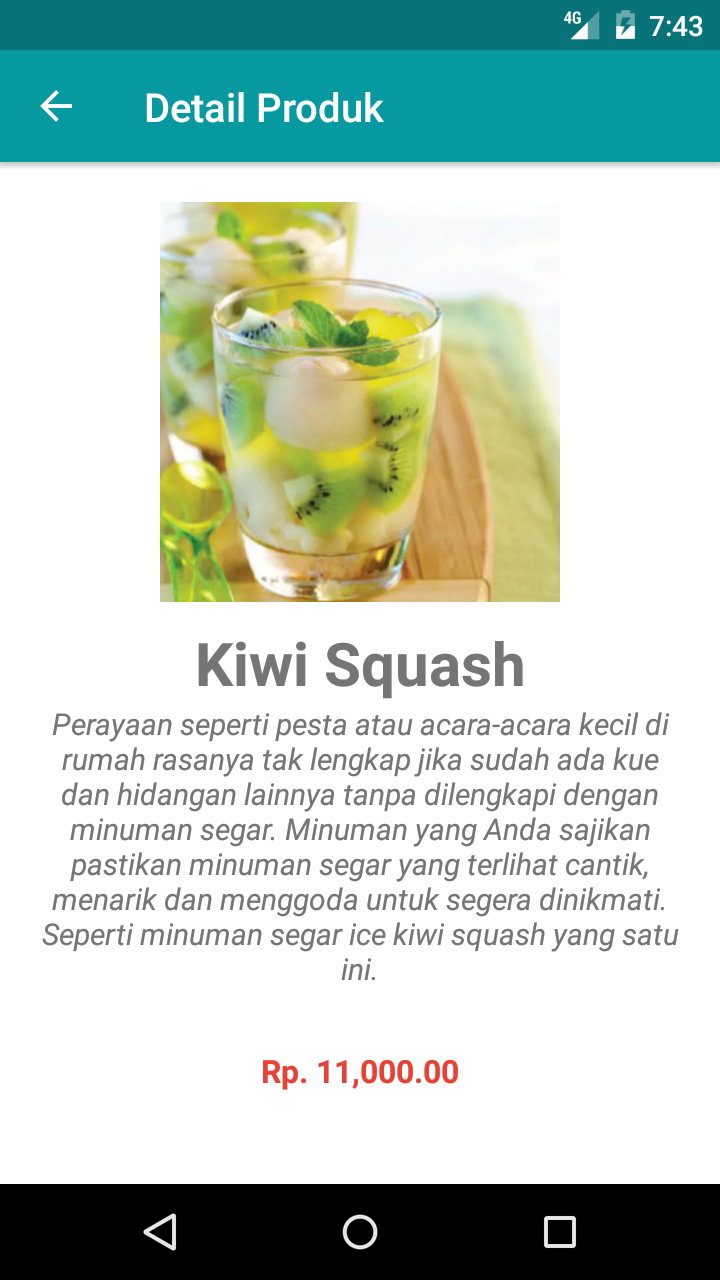 4G 7:43
Detail Produk
Kiwi Squash
Perayaan seperti pesta atau acara-acara kecil di
rumah rasanya tak lengkap jika sudah ada kue
dan hidangan lainnya tanpa dilengkapi dengan
minuman segar. Minuman yang Anda sajikan
pastikan minuman segar yang terlihat cantik,
menarik dan menggoda untuk segera dinikmati.
Seperti minuman segar ice kiwi squash yang satu
ini.
Rp. 11,000.00